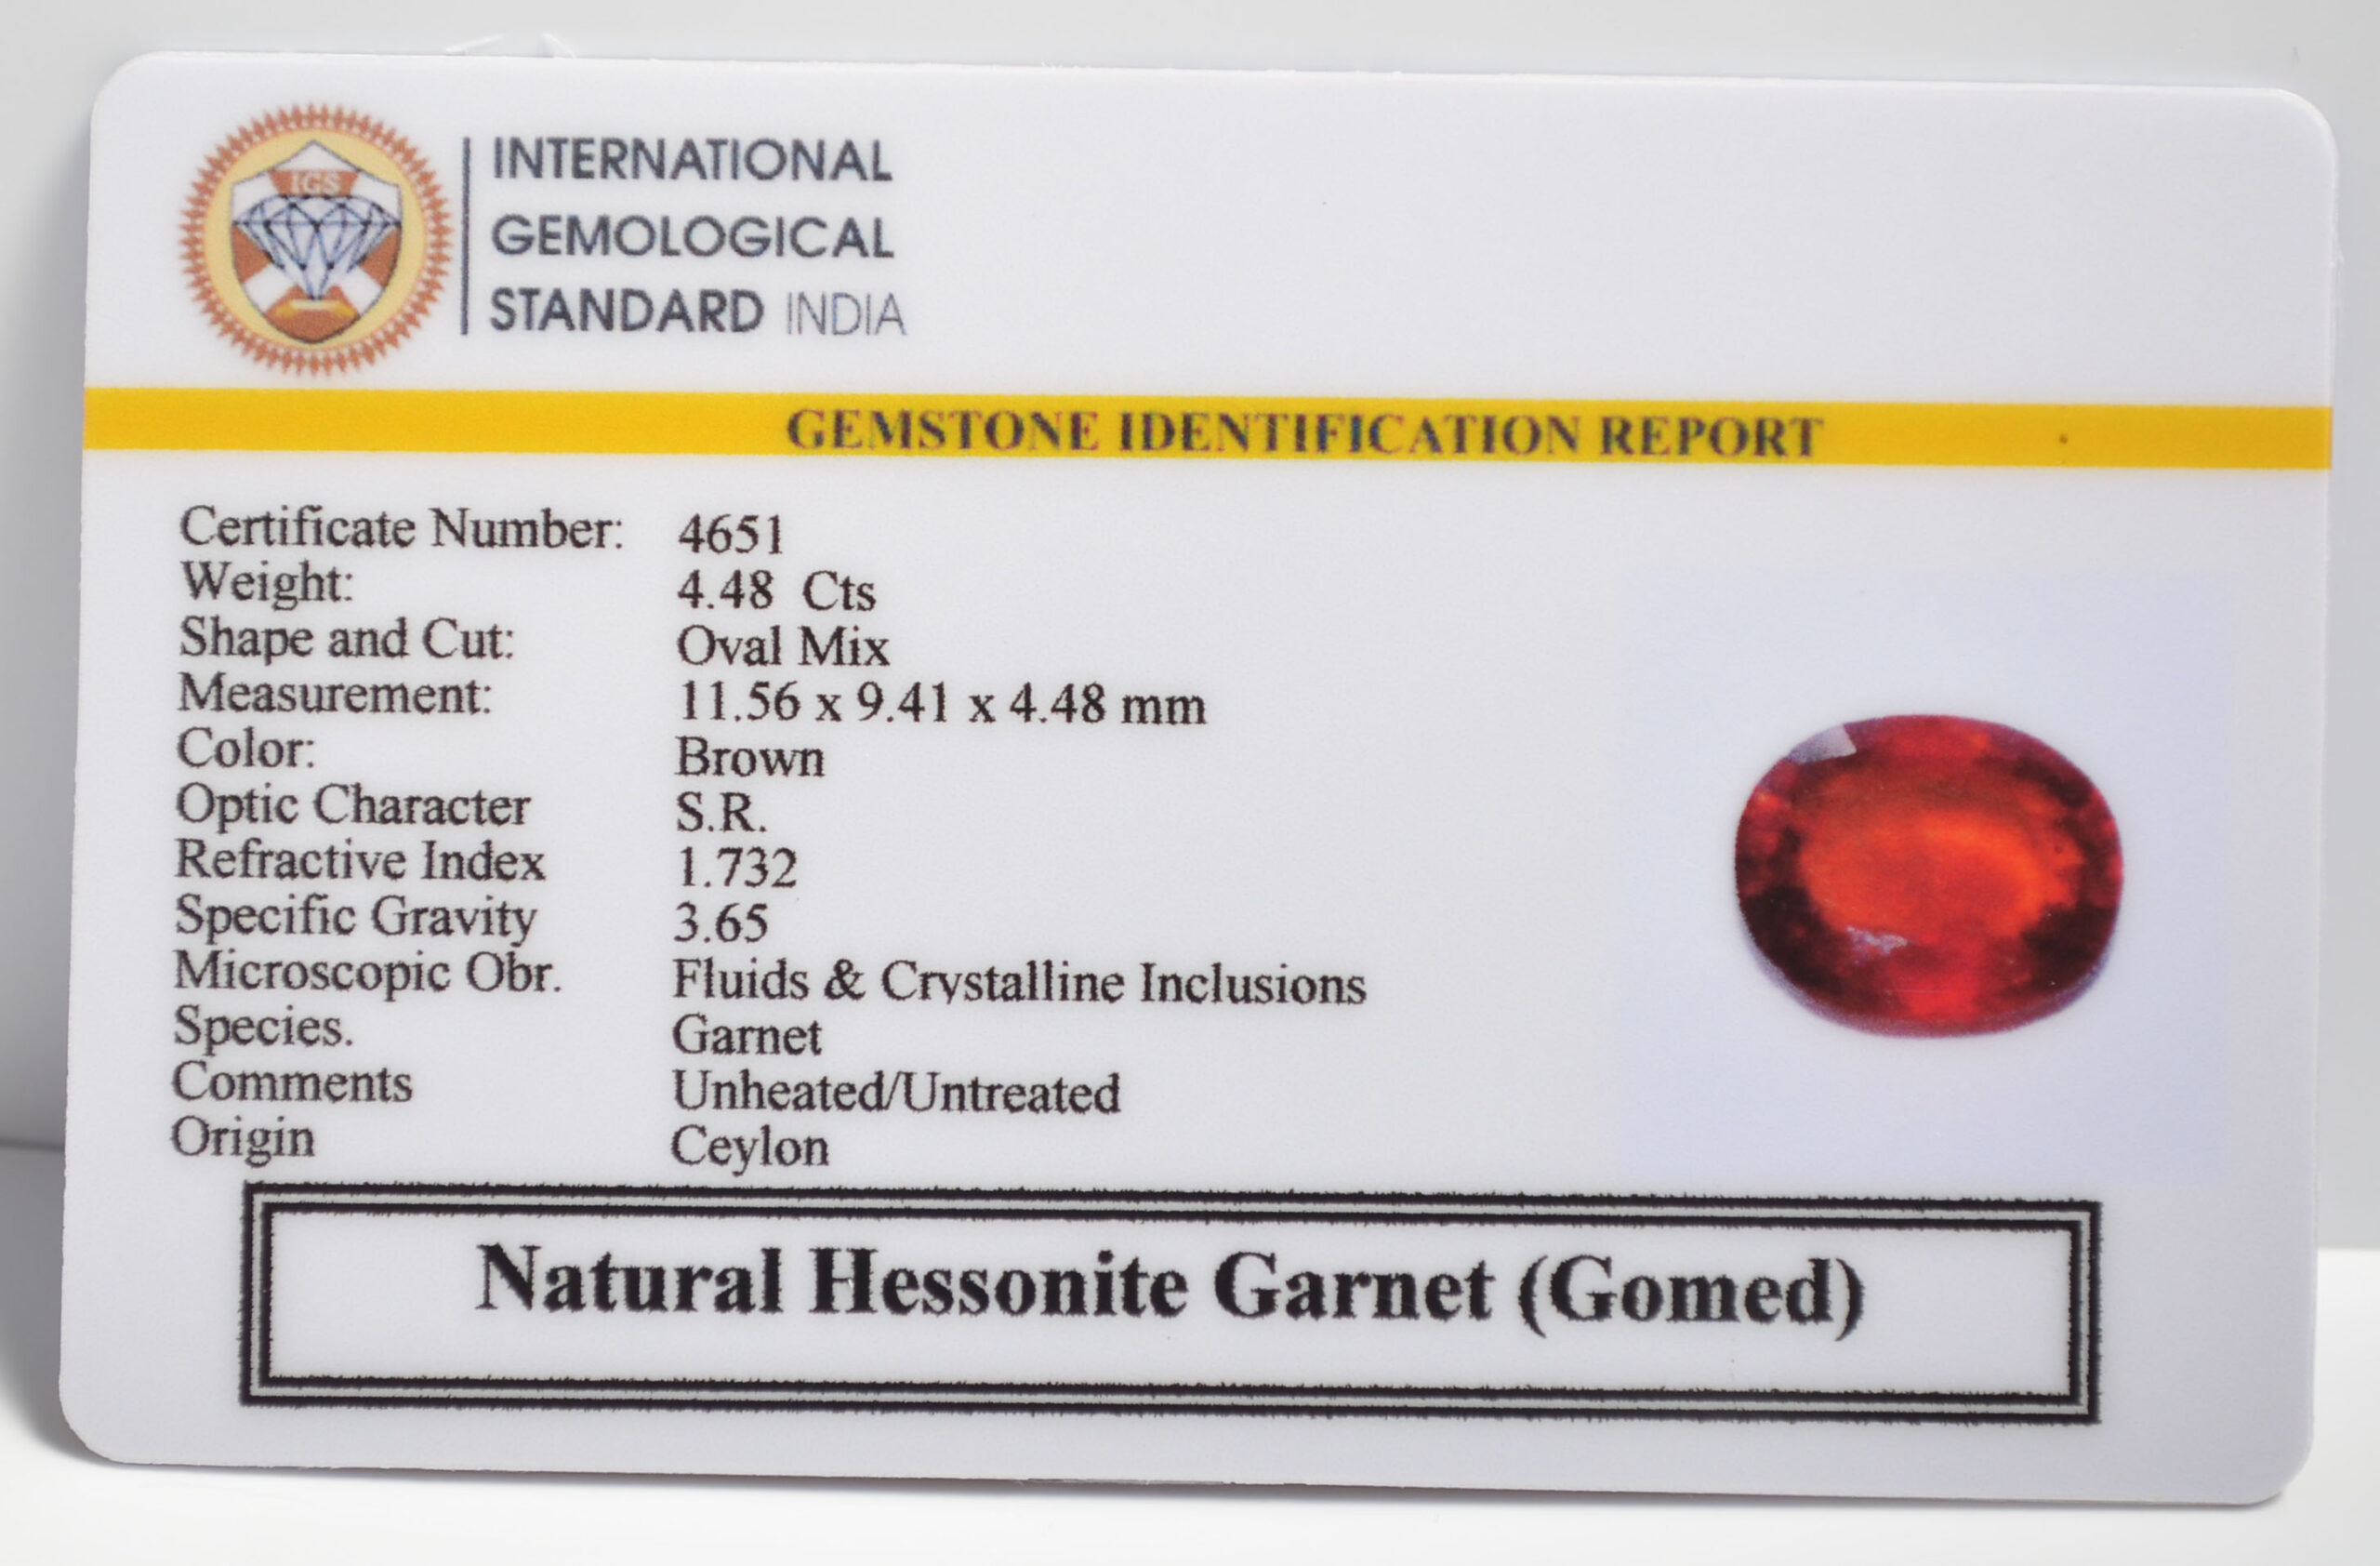 IGS
INTERNATIONAL
GEMOLOGICAL
STANDARD INDIA
GEMSTONE IDENTIFICATION REPORT
Certificate Number: 4651
Weight: 4.48 Cts
Shape and Cut: Oval Mix
Measurement: 11.56 x 9.41 x 4.48 mm
Color: Brown
Optic Character S.R.
Refractive Index 1.732
Specific Gravity 3.65
Microscopic Obr. Fluids & Crystalline Inclusions
Species. Garnet
Comments Unheated/Untreated
Origin Ceylon
Natural Hessonite Garnet (Gomed)